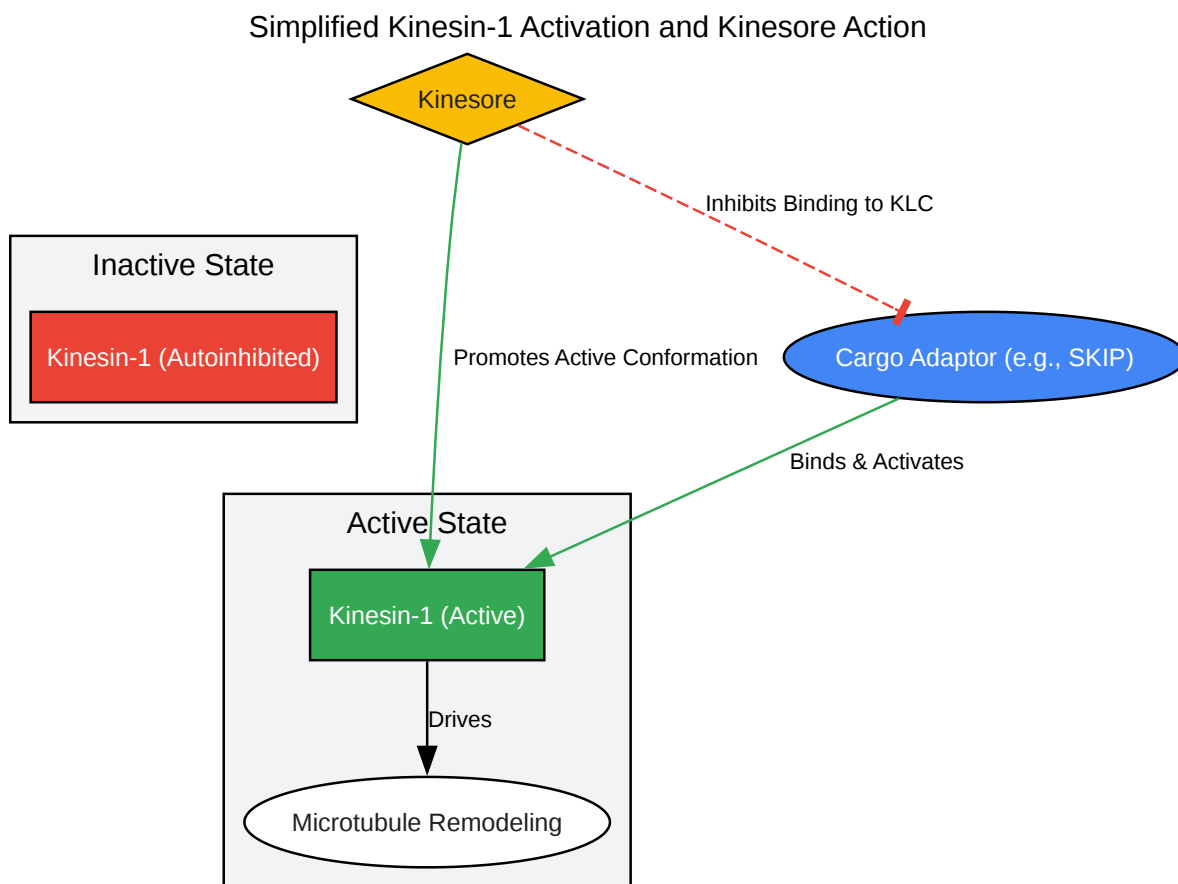 Simplified Kinesin-1 Activation and Kinesore Action
Kinesore
Inhibits Binding to KLC
Inactive State
Kinesin-1 (Autoinhibited)
Promotes Active Conformation
Cargo Adaptor (e.g., SKIP)
Binds & Activates
Active State
Kinesin-1 (Active)
Drives
Microtubule Remodeling